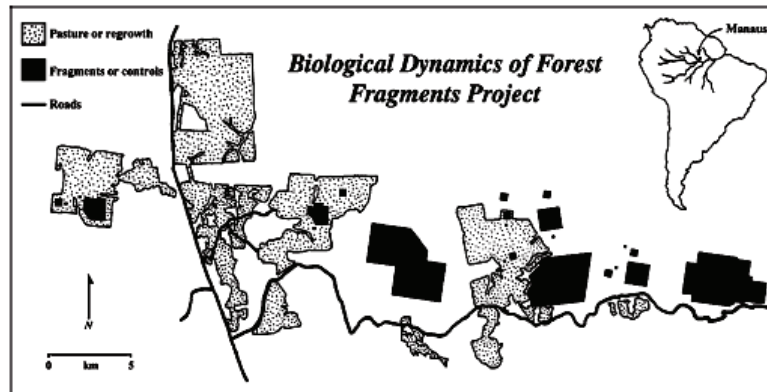 Pasture or regrowth
Fragments or controls
Roads
Biological Dynamics of Forest
Fragments Project
Manaus
N
0 5
km